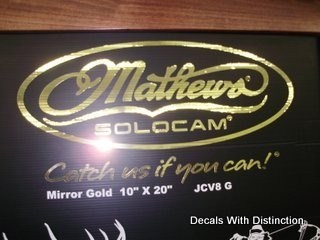 Mathews®
SOLOCAM®
Catch us if you can!®
Mirror Gold 10" X 20" JCV8 G
Decals With Distinction